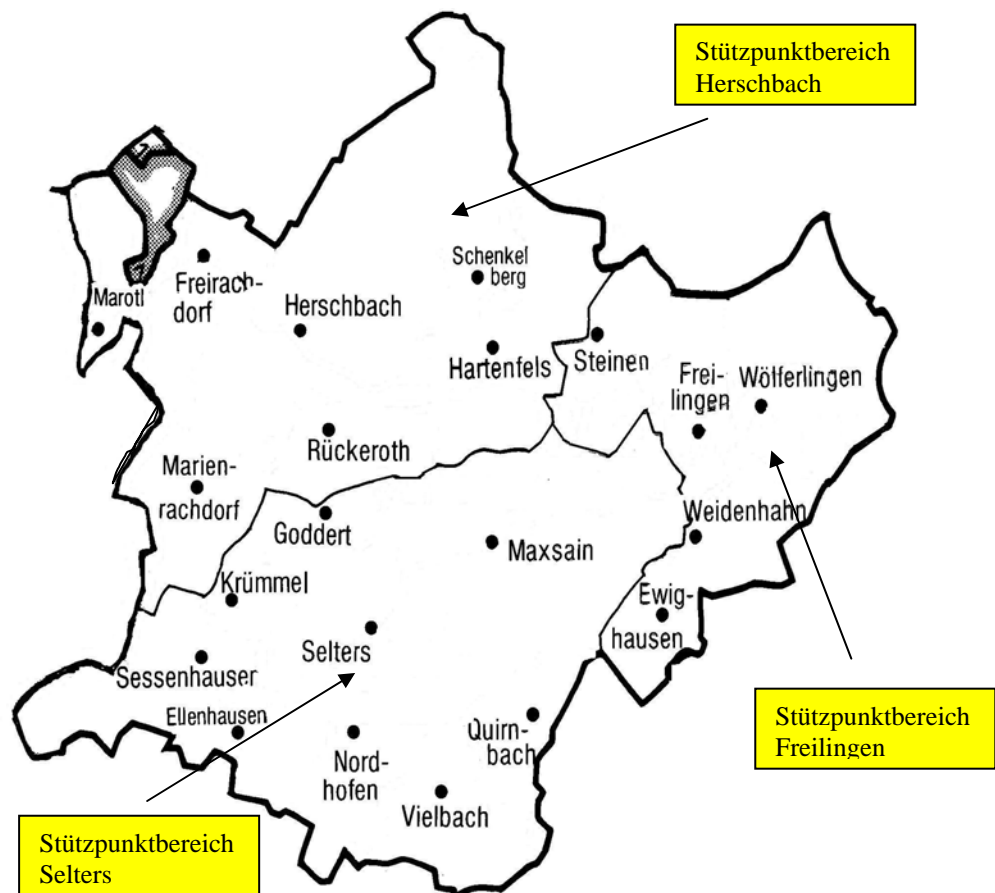 Stützpunktbereich
Herschbach
Schenkel
berg
Freirach-
dorf
Marotl
Herschbach
Hartenfels
Steinen
Frei-
lingen
Wölferlingen
Rückeroth
Marien-
rachdorf
Goddert
Weidenhahn
Maxsain
Krümmel
Ewig-
hausen
Selters
Sessenhauser
Ellenhausen
Quirn-
bach
Stützpunktbereich
Freilingen
Nord-
hofen
Vielbach
Stützpunktbereich
Selters